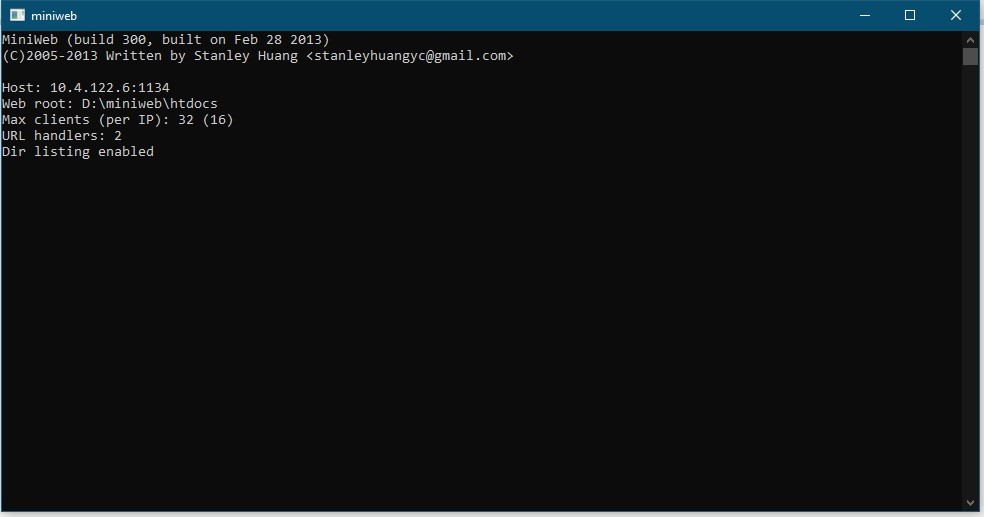 miniweb
MiniWeb (build 300, built on Feb 28 2013)
(C)2005-2013 Written by Stanley Huang <stanleyhuangyc@gmail.com>
Host: 10.4.122.6:1134
Web root: D:\miniweb\htdocs
Max clients (per IP): 32 (16)
URL handlers: 2
Dir listing enabled